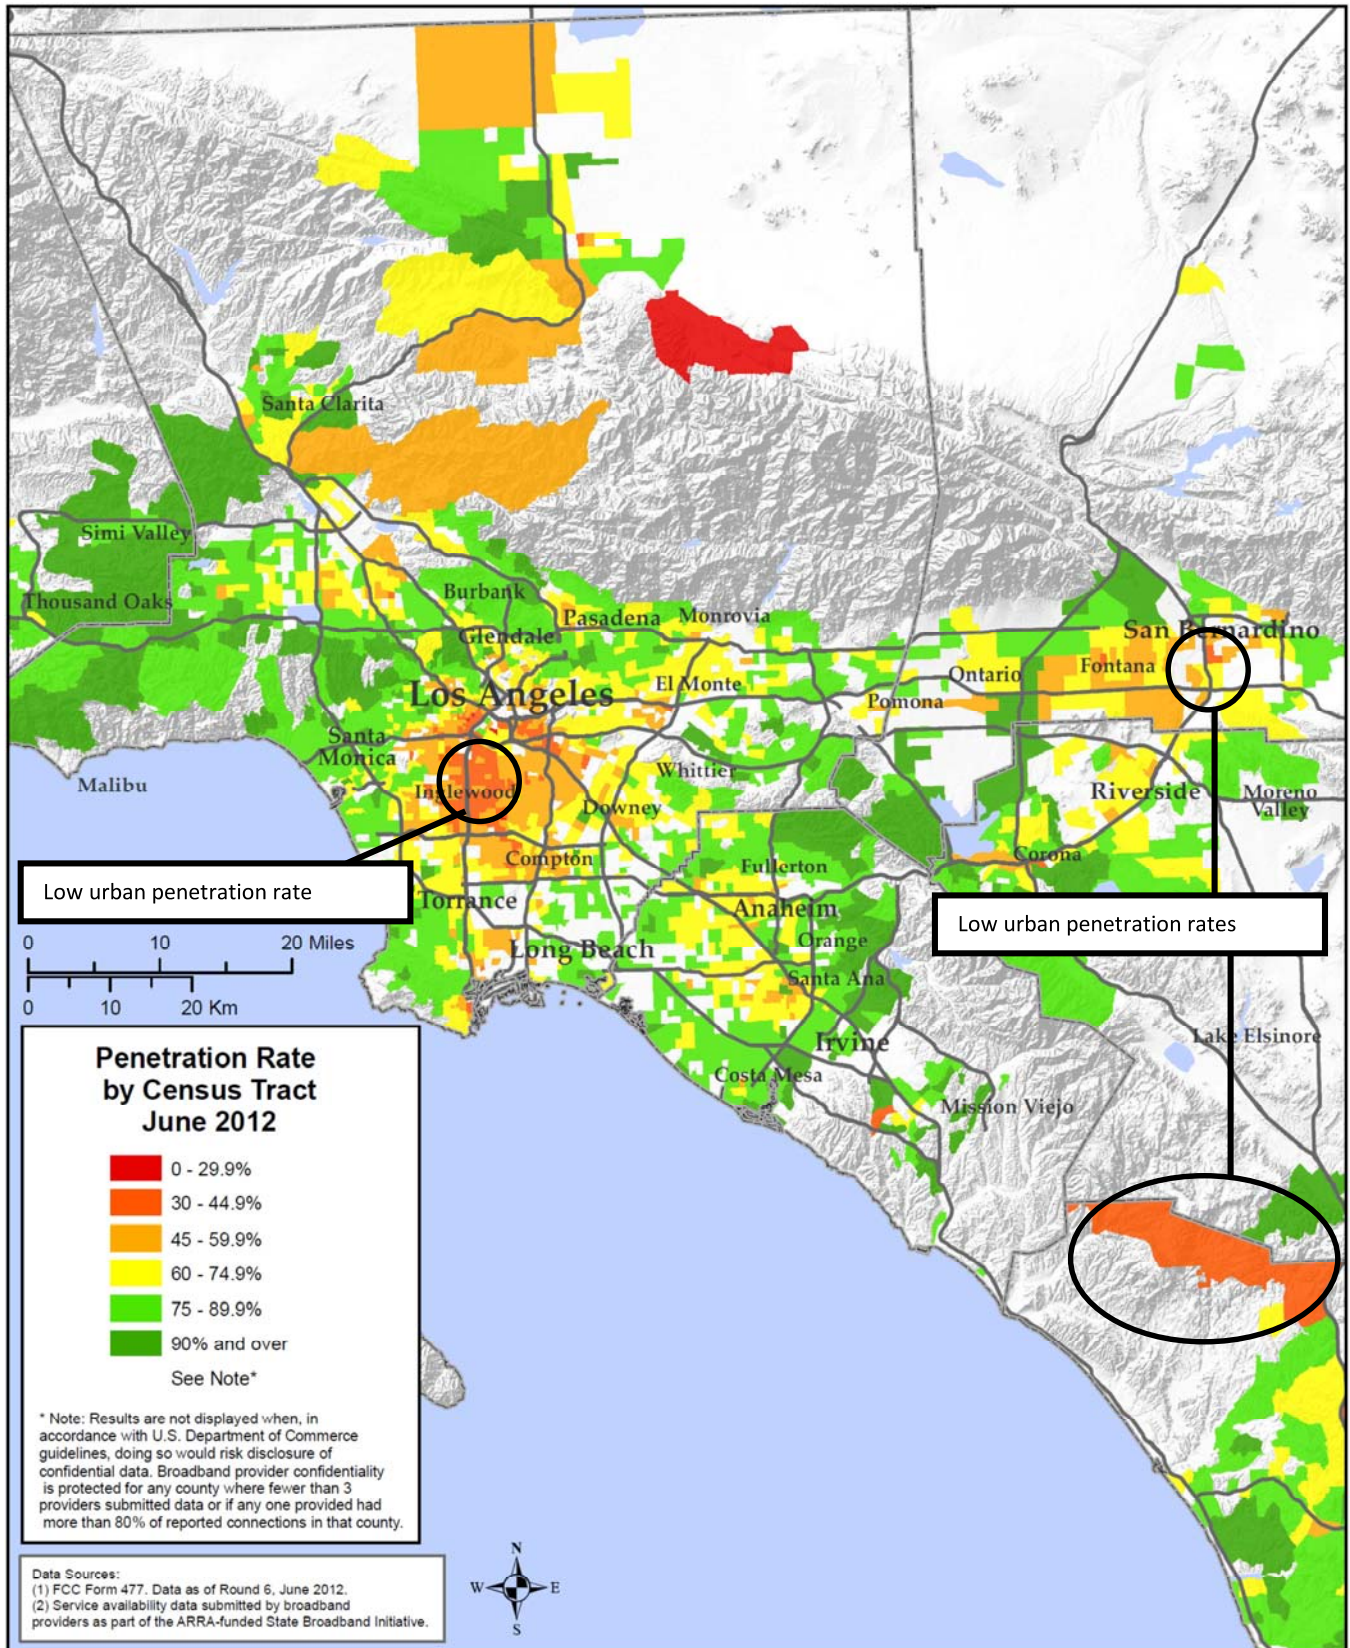 Santa Clarita
Simi Valley
Thousand Oaks
Burbank
Pasadena
Monrovia
Glendale
San Bernardino
Los Angeles
El Monte
Ontario
Fontana
Pomona
Santa
Monica
Whittier
Malibu
Inglewood
Downey
Riverside
Moreno
Valley
Compton
Fullerton
Corona
Low urban penetration rate
Torrance
Anaheim
Low urban penetration rates
Orange
Long Beach
Santa Ana
0 10 20 Miles
0 10 20 Km
Irvine
Lake Elsinore
Costa Mesa
Mission Viejo
Penetration Rate
by Census Tract
June 2012
0 - 29.9%
30 - 44.9%
45 - 59.9%
60 - 74.9%
75 - 89.9%
90% and over
See Note*
* Note: Results are not displayed when, in
accordance with U.S. Department of Commerce
guidelines, doing so would risk disclosure of
confidential data. Broadband provider confidentiality
is protected for any county where fewer than 3
providers submitted data or if any one provided had
more than 80% of reported connections in that county.
Data Sources:
(1) FCC Form 477. Data as of Round 6, June 2012.
(2) Service availability data submitted by broadband
providers as part of the ARRA-funded State Broadband Initiative.
N
W E
S